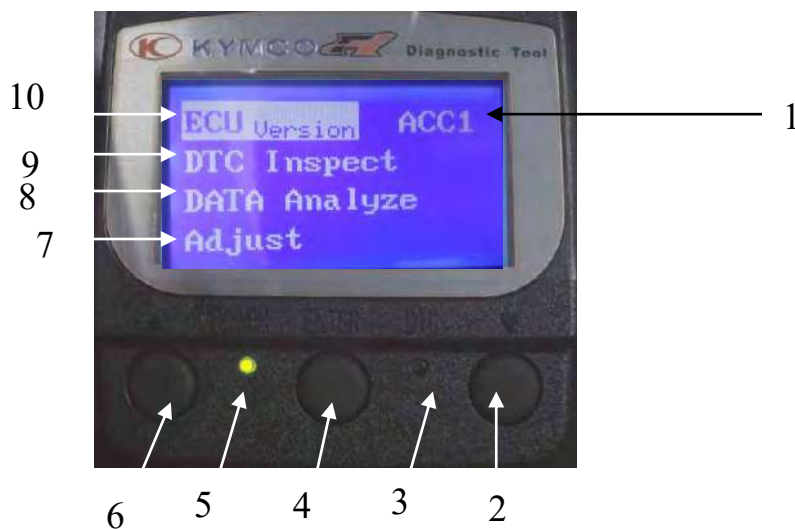 KYMCO Diagnostic Tool
10 ECU Version ACC1 1
9 DTC Inspect
8 DATA Analyze
7 Adjust
6 5 4 3 2